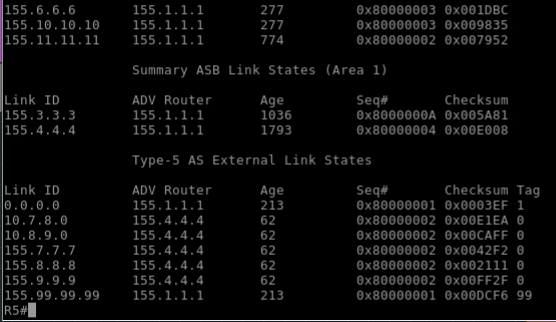 155.6.6.6 155.1.1.1 277 0x80000003 0x001DBC
155.10.10.10 155.1.1.1 277 0x80000003 0x009835
155.11.11.11 155.1.1.1 774 0x80000002 0x007952
Summary ASB Link States (Area 1)
Link ID ADV Router Age Seq# Checksum
155.3.3.3 155.1.1.1 1036 0x8000000A 0x005A81
155.4.4.4 155.1.1.1 1793 0x80000004 0x00E008
Type-5 AS External Link States
Link ID ADV Router Age Seq# Checksum Tag
0.0.0.0 155.1.1.1 213 0x80000001 0x0003EF 1
10.7.8.0 155.4.4.4 62 0x80000002 0x00E1EA 0
10.8.9.0 155.4.4.4 62 0x80000002 0x00CAFF 0
155.7.7.7 155.4.4.4 62 0x80000002 0x0042F2 0
155.8.8.8 155.4.4.4 62 0x80000002 0x002111 0
155.9.9.9 155.4.4.4 62 0x80000002 0x00FF2F 0
155.99.99.99 155.1.1.1 213 0x80000001 0x00DCF6 99
R5#